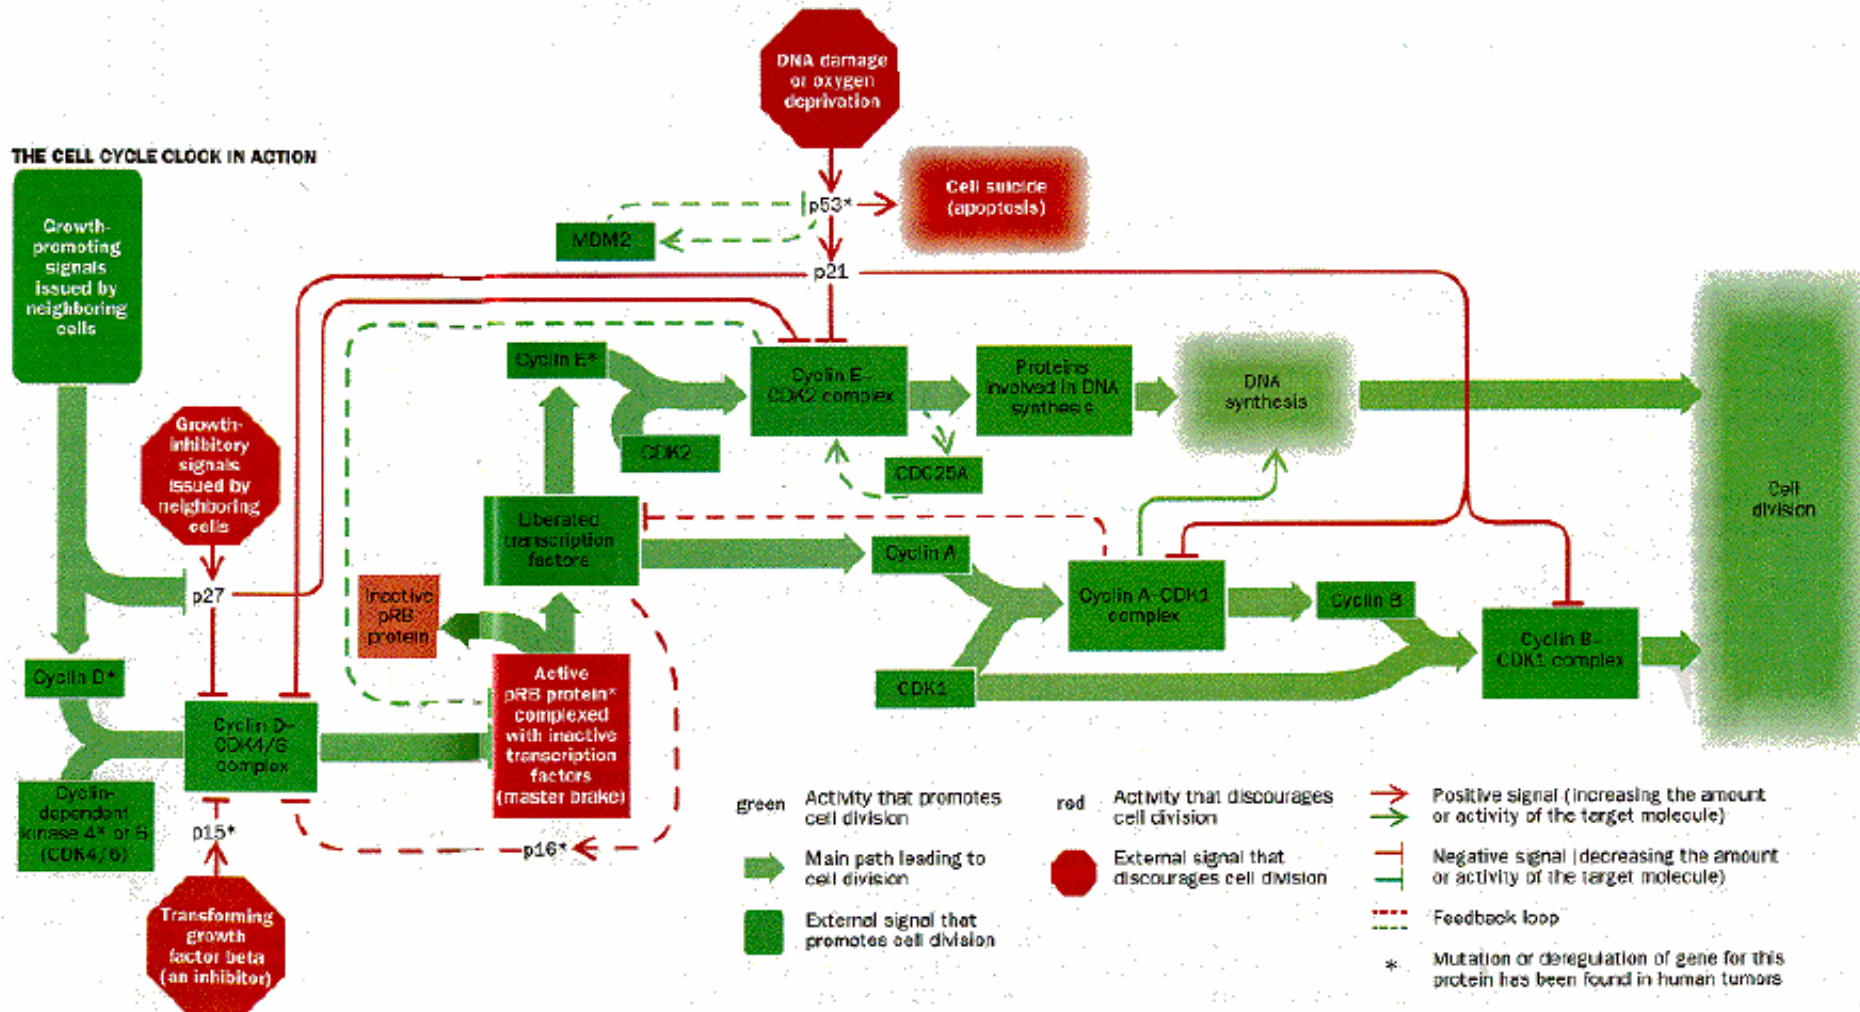 DNA damage
or oxygen
deprivation
THE CELL CYCLE CLOCK IN ACTION
Growth-
promoting
signals
issued by
neighboring
cells
Cell suicide
(apoptosis)
p53*
MDM2
p21
Growth-
inhibitory
signals
issued by
neighboring
cells
Cyclin E*
CDK2
Cyclin E–
CDK2 complex
Proteins
involved in DNA
synthesis
DNA
synthesis
CDC25A
Cell
division
Liberated
transcription
factors
Cyclin A
p27
Inactive
pRB
protein
Cyclin A–CDK1
complex
Cyclin B
Cyclin B–
CDK1 complex
CDK1
Cyclin D*
Active
pRB protein*
complexed
with inactive
transcription
factors
(master brake)
Cyclin D–
CDK4/6
complex
Cyclin-
dependent
kinase 4* or 6
(CDK4/6)
p15*
p16*
Transforming
growth
factor beta
(an inhibitor)
green
Activity that promotes
cell division
Main path leading to
cell division
External signal that
promotes cell division
red
Activity that discourages
cell division
External signal that
discourages cell division
Positive signal (increasing the amount
or activity of the target molecule)
Negative signal (decreasing the amount
or activity of the target molecule)
Feedback loop
* Mutation or deregulation of gene for this
protein has been found in human tumors